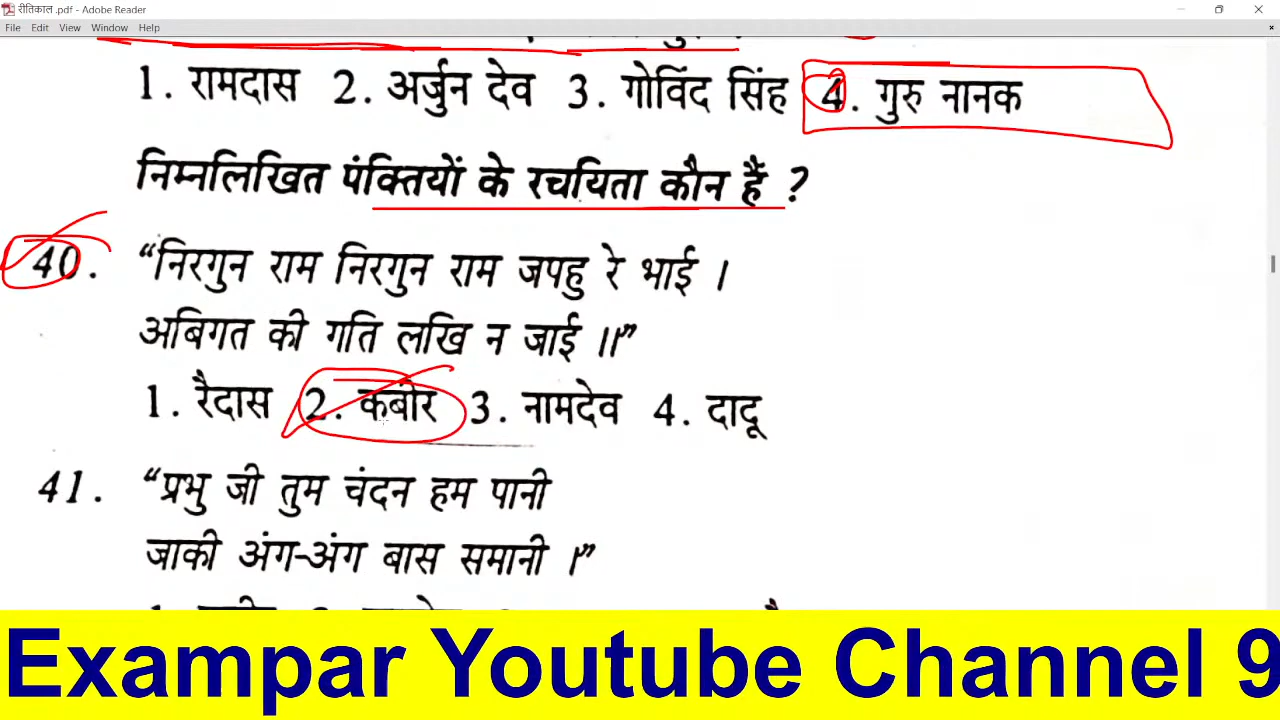 रीतिकाल .pdf - Adobe Reader
File Edit View Window Help
1. रामदास 2. अर्जुन देव 3. गोविंद सिंह 4. गुरु नानक
निम्नलिखित पंक्तियों के रचयिता कौन हैं ?
40. “निरगुन राम निरगुन राम जपहु रे भाई ।
अबिगत की गति लखि न जाई ।।”
1. रैदास 2. कबीर 3. नामदेव 4. दादू
41. “प्रभु जी तुम चंदन हम पानी
जाकी अंग-अंग बास समानी ।”
Exampar Youtube Channel 9